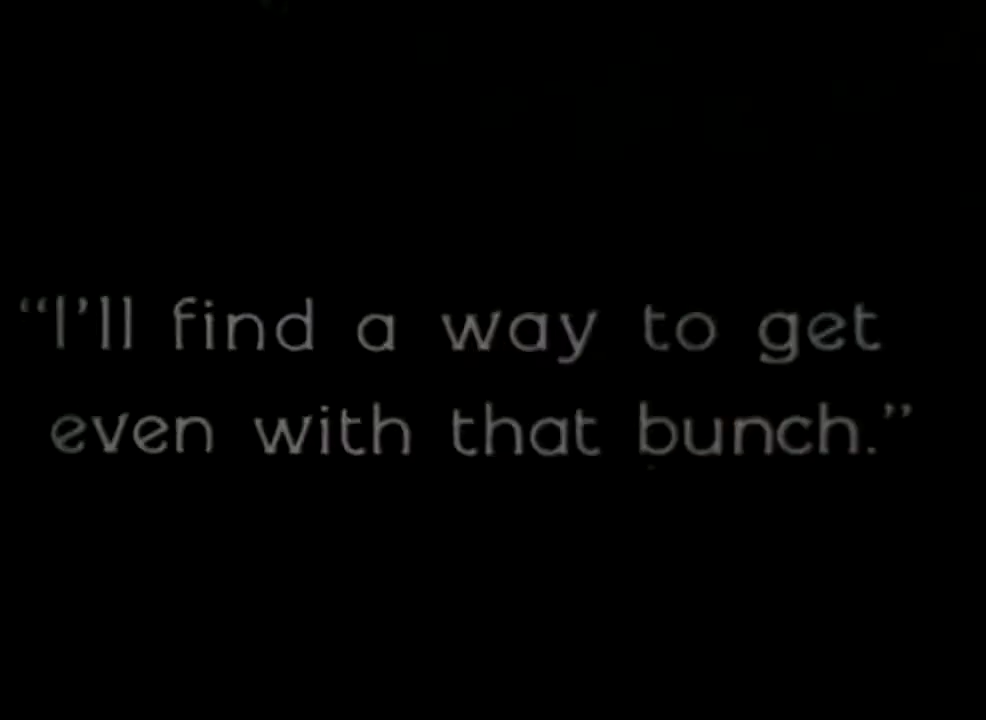 “I’ll find a way to get
even with that bunch.”